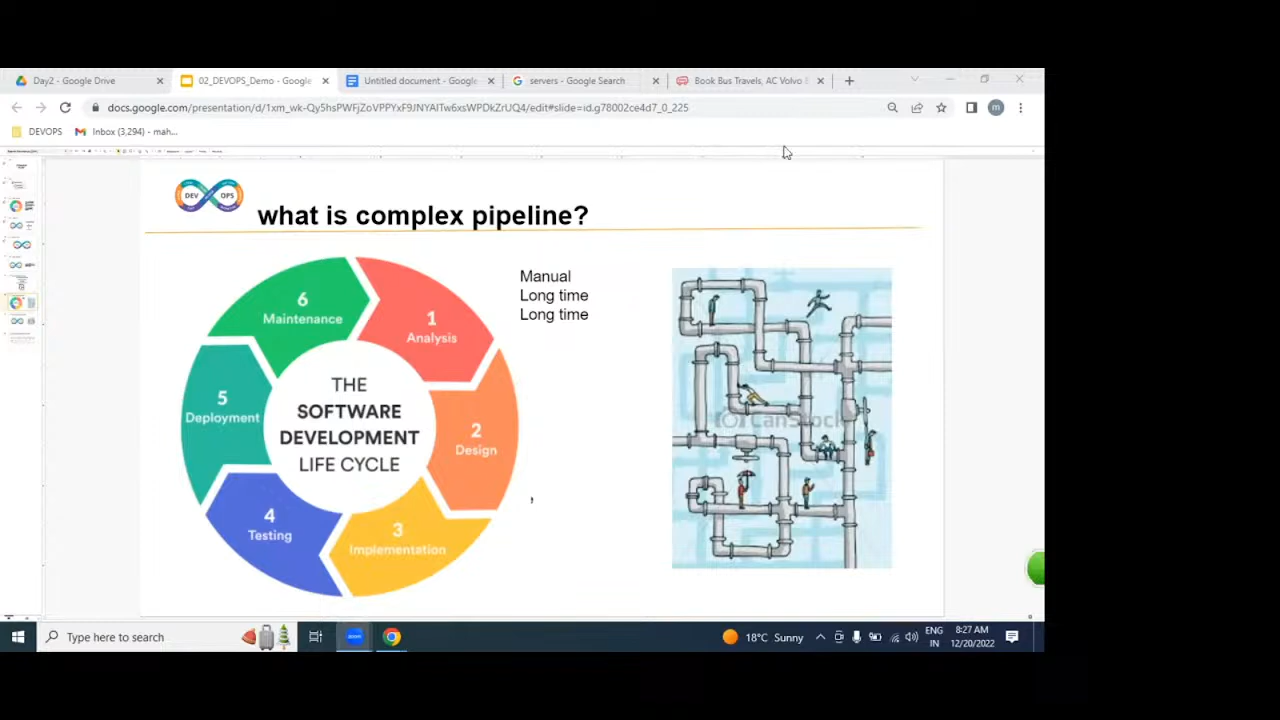 Day2 - Google Drive
02_DEVOPS_Demo - Google
Untitled document - Google
servers - Google Search
Book Bus Travels, AC Volvo
docs.google.com/presentation/d/1xm_wk-Qy5hsPWFjZoVPPYxF9JNYAITw6xsWPDkZrUQ4/edit#slide=id.g78002ce4d7_0_225
m
DEVOPS
Inbox (3,294) - mah...
DEV OPS
what is complex pipeline?
Manual
Long time
Long time
6
Maintenance
1
Analysis
5
Deployment
THE
SOFTWARE
DEVELOPMENT
LIFE CYCLE
2
Design
4
Testing
3
Implementation
CanStock
Type here to search
zoom
18°C Sunny
ENG
IN
8:27 AM
12/20/2022